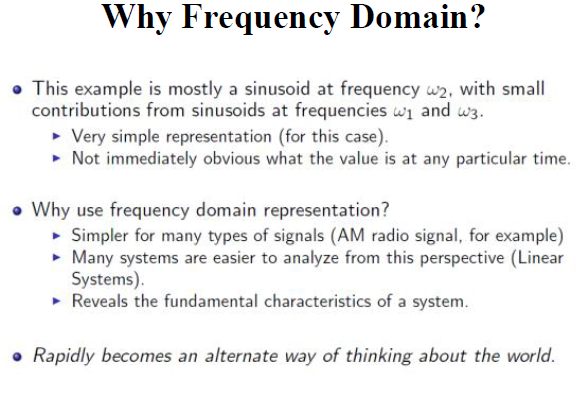 Why Frequency Domain?
• This example is mostly a sinusoid at frequency ω₂, with small
contributions from sinusoids at frequencies ω₁ and ω₃.
▸ Very simple representation (for this case).
▸ Not immediately obvious what the value is at any particular time.
• Why use frequency domain representation?
▸ Simpler for many types of signals (AM radio signal, for example)
▸ Many systems are easier to analyze from this perspective (Linear
Systems).
▸ Reveals the fundamental characteristics of a system.
• Rapidly becomes an alternate way of thinking about the world.